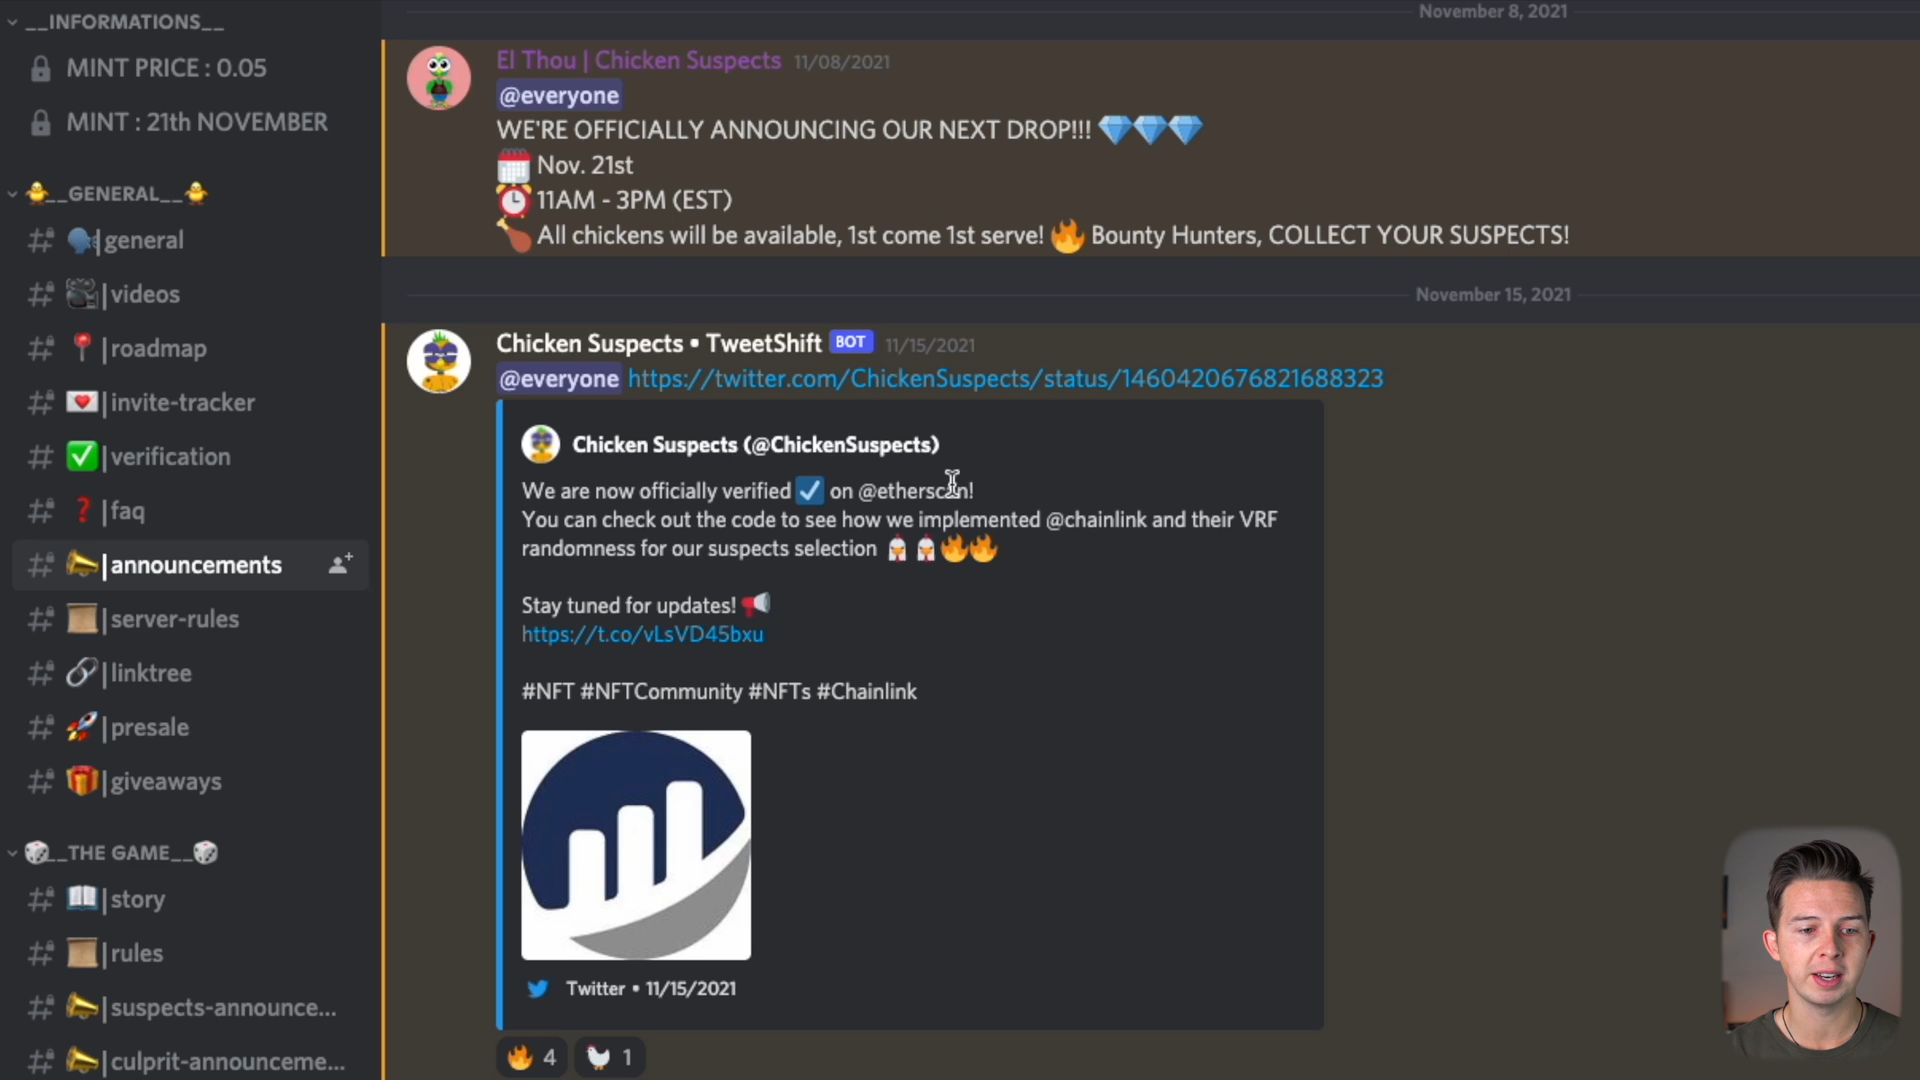 __INFORMATIONS__
MINT PRICE : 0.05
MINT : 21th NOVEMBER
__GENERAL__
|general
|videos
|roadmap
|invite-tracker
|verification
|faq
|announcements
|server-rules
|linktree
|presale
|giveaways
__THE GAME__
|story
|rules
|suspects-announce...
|culprit-announceme...
November 8, 2021
El Thou | Chicken Suspects 11/08/2021
@everyone
WE'RE OFFICIALLY ANNOUNCING OUR NEXT DROP!!! 💎💎💎
Nov. 21st
11AM - 3PM (EST)
🍗 All chickens will be available, 1st come 1st serve! 🔥 Bounty Hunters, COLLECT YOUR SUSPECTS!
November 15, 2021
Chicken Suspects • TweetShift BOT 11/15/2021
@everyone https://twitter.com/ChickenSuspects/status/1460420676821688323
Chicken Suspects (@ChickenSuspects)
We are now officially verified ☑️ on @etherscan!
You can check out the code to see how we implemented @chainlink and their VRF
randomness for our suspects selection 🐔🐔🔥🔥
Stay tuned for updates! 📢
https://t.co/vLsVD45bxu
#NFT #NFTCommunity #NFTs #Chainlink
Twitter • 11/15/2021
🔥 4 🐓 1